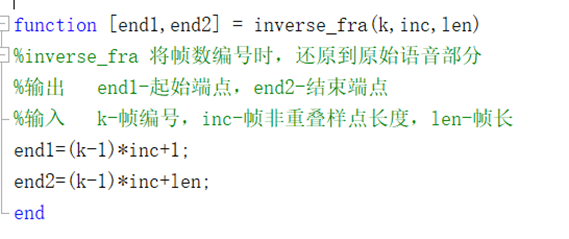 function [end1,end2] = inverse_fra(k,inc,len)
%inverse_fra 将帧数编号时，还原到原始语音部分
%输出   end1-起始端点，end2-结束端点
%输入   k-帧编号，inc-帧非重叠样点长度，len-帧长
end1=(k-1)*inc+1;
end2=(k-1)*inc+len;
end